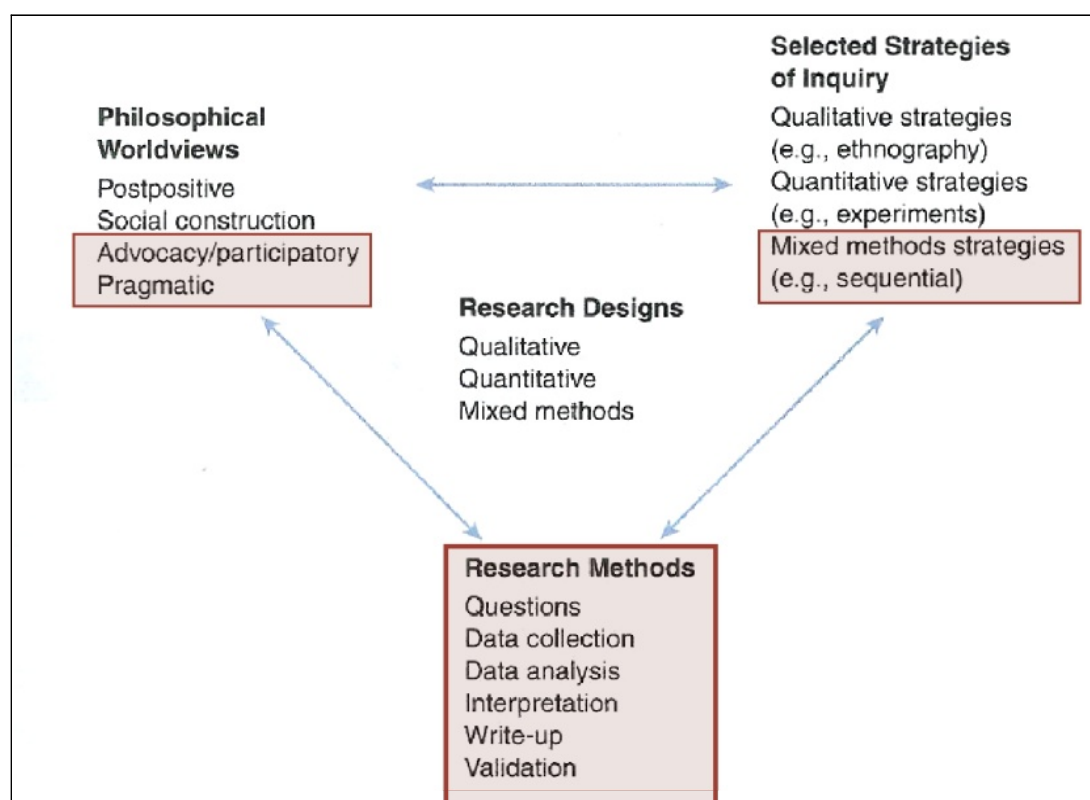 Philosophical
Worldviews
Postpositive
Social construction
Advocacy/participatory
Pragmatic
Selected Strategies
of Inquiry
Qualitative strategies
(e.g., ethnography)
Quantitative strategies
(e.g., experiments)
Mixed methods strategies
(e.g., sequential)
Research Designs
Qualitative
Quantitative
Mixed methods
Research Methods
Questions
Data collection
Data analysis
Interpretation
Write-up
Validation